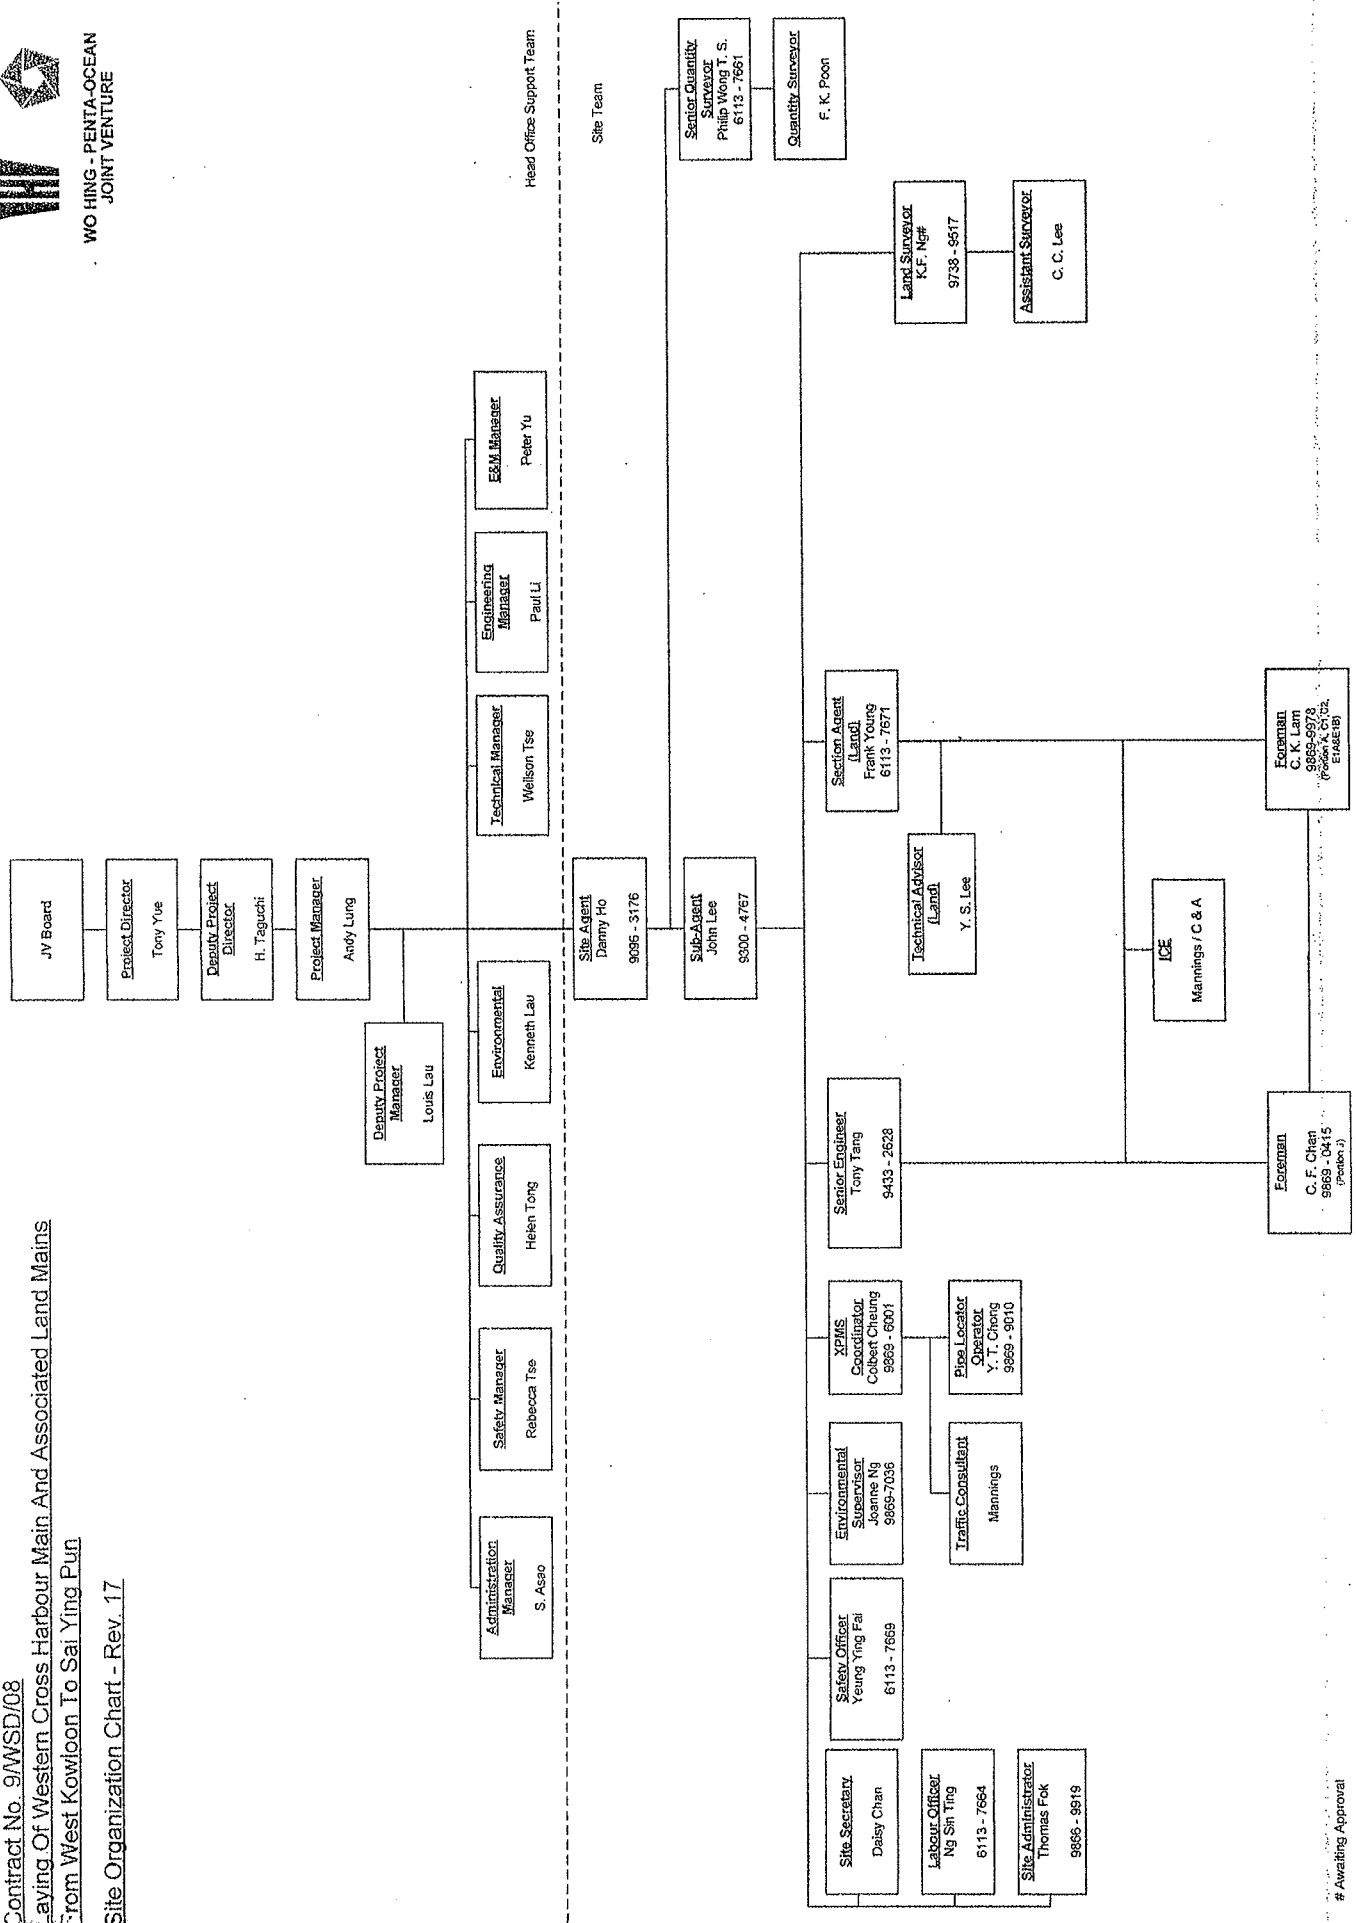 Contract No. 9/WSD/08
Laying Of Western Cross Harbour Main And Associated Land Mains
From West Kowloon To Sai Ying Pun
Site Organization Chart - Rev. 17
WO HING - PENTA-OCEAN
JOINT VENTURE
JV Board
Project Director
Tony Yue
Deputy Project
Director
H. Taguchi
Project Manager
Andy Lung
Deputy Project
Manager
Louis Lau
Administration
Manager
S. Asao
Safety Manager
Rebecca Tse
Quality Assurance
Helen Tong
Environmental
Kenneth Lau
Technical Manager
Weilson Tse
Engineering
Manager
Paul Li
E&M Manager
Peter Yu
Head Office Support Team
Site Team
Site Agent
Danny Ho
9096 - 3176
Senior Quantity
Surveyor
Philip Wong T. S.
6113 - 7661
Quantity Surveyor
F. K. Poon
Sub-Agent
John Lee
9300 - 4767
Site Secretary
Daisy Chan
Labour Officer
Ng Sin Ting
6113 - 7664
Site Administrator
Thomas Fok
9866 - 9919
Safety Officer
Yeung Ying Fai
6113 - 7669
Environmental
Supervisor
Joanne Ng
9869-7036
XPMS
Coordinator
Colbert Cheung
9869 - 6001
Traffic Consultant
Mannings
Pipe Locator
Operator
Y. T. Chong
9869 - 9010
Senior Engineer
Tony Tang
9433 - 2628
Section Agent
(Land)
Frank Young
6113 - 7671
Technical Advisor
(Land)
Y. S. Lee
Land Surveyor
K.F. Ng#
9738 - 9517
Assistant Surveyor
C. C. Lee
ICE
Mannings / C & A
Foreman
C. F. Chan
9869 - 0415
(Portion J)
Foreman
C. K. Lam
9869-9978
(Portion A, C1, C2,
E1A&E1B)
# Awaiting Approval